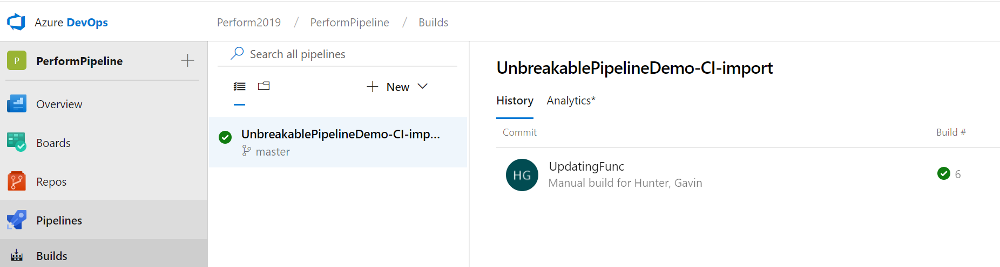 Azure DevOps
Perform2019 / PerformPipeline / Builds
P PerformPipeline
Overview
Boards
Repos
Pipelines
Builds
Search all pipelines
New
UnbreakablePipelineDemo-CI-imp...
master
UnbreakablePipelineDemo-CI-import
History Analytics*
Commit Build #
HG UpdatingFunc 6
Manual build for Hunter, Gavin